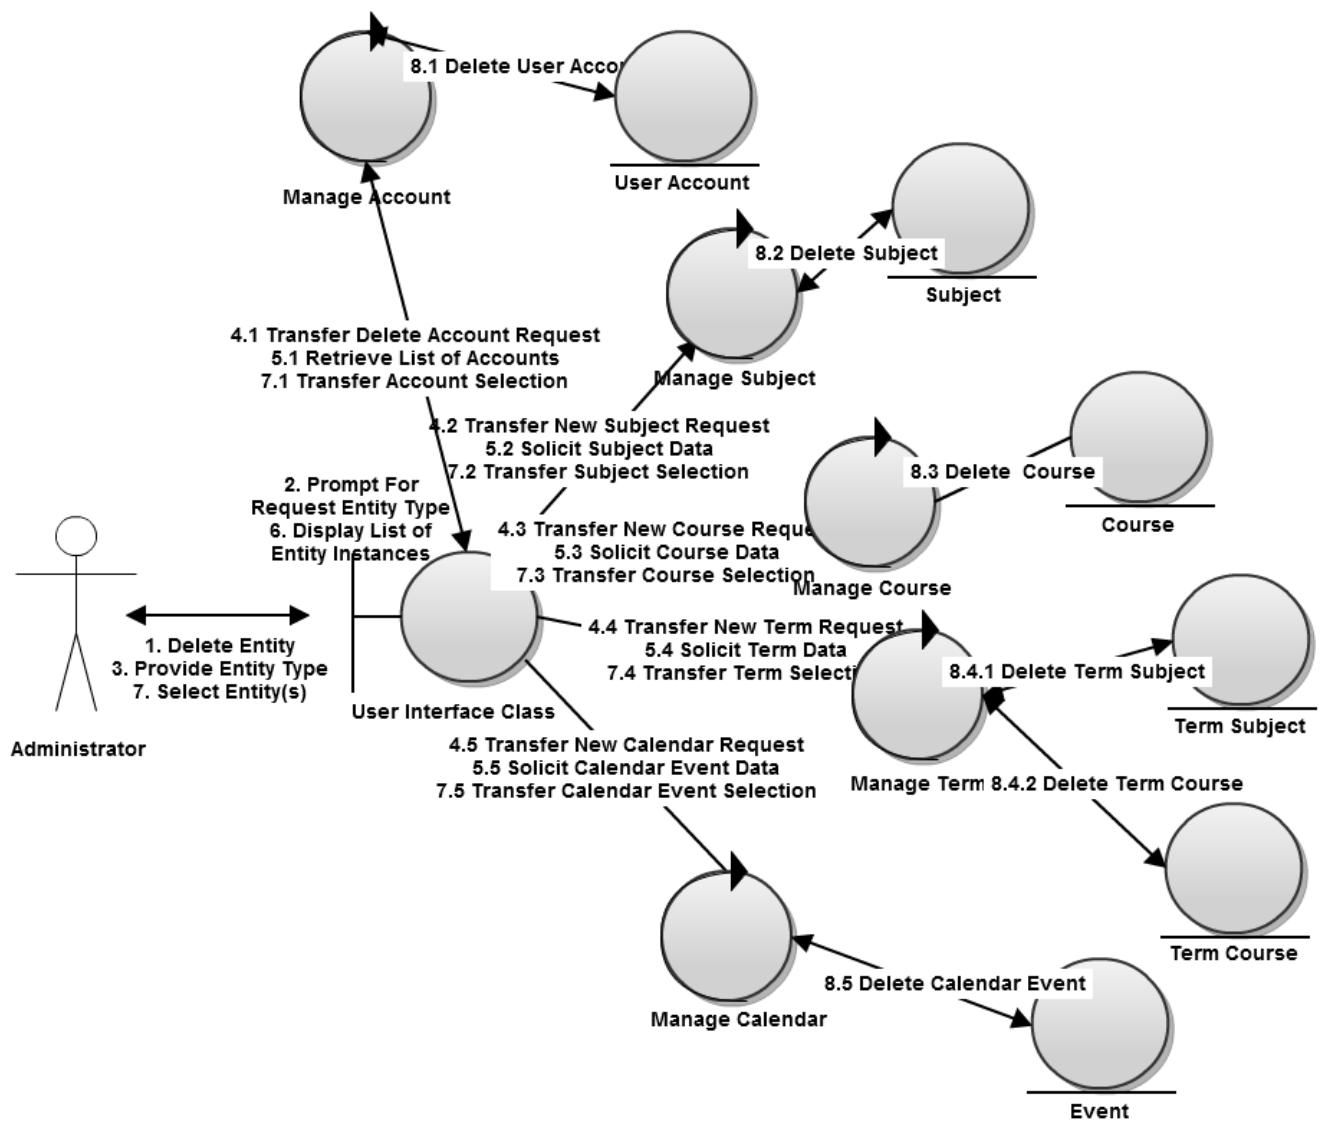 8.1 Delete User Accou
User Account
Manage Account
8.2 Delete Subject
Subject
Manage Subject
4.1 Transfer Delete Account Request
5.1 Retrieve List of Accounts
7.1 Transfer Account Selection
4.2 Transfer New Subject Request
5.2 Solicit Subject Data
7.2 Transfer Subject Selection
8.3 Delete Course
Course
Manage Course
2. Prompt For
Request Entity Type
6. Display List of
Entity Instances
4.3 Transfer New Course Reque
5.3 Solicit Course Data
7.3 Transfer Course Selection
1. Delete Entity
3. Provide Entity Type
7. Select Entity(s)
Administrator
User Interface Class
4.4 Transfer New Term Request
5.4 Solicit Term Data
7.4 Transfer Term Selecti
8.4.1 Delete Term Subject
Term Subject
Manage Term
8.4.2 Delete Term Course
Term Course
4.5 Transfer New Calendar Request
5.5 Solicit Calendar Event Data
7.5 Transfer Calendar Event Selection
8.5 Delete Calendar Event
Manage Calendar
Event